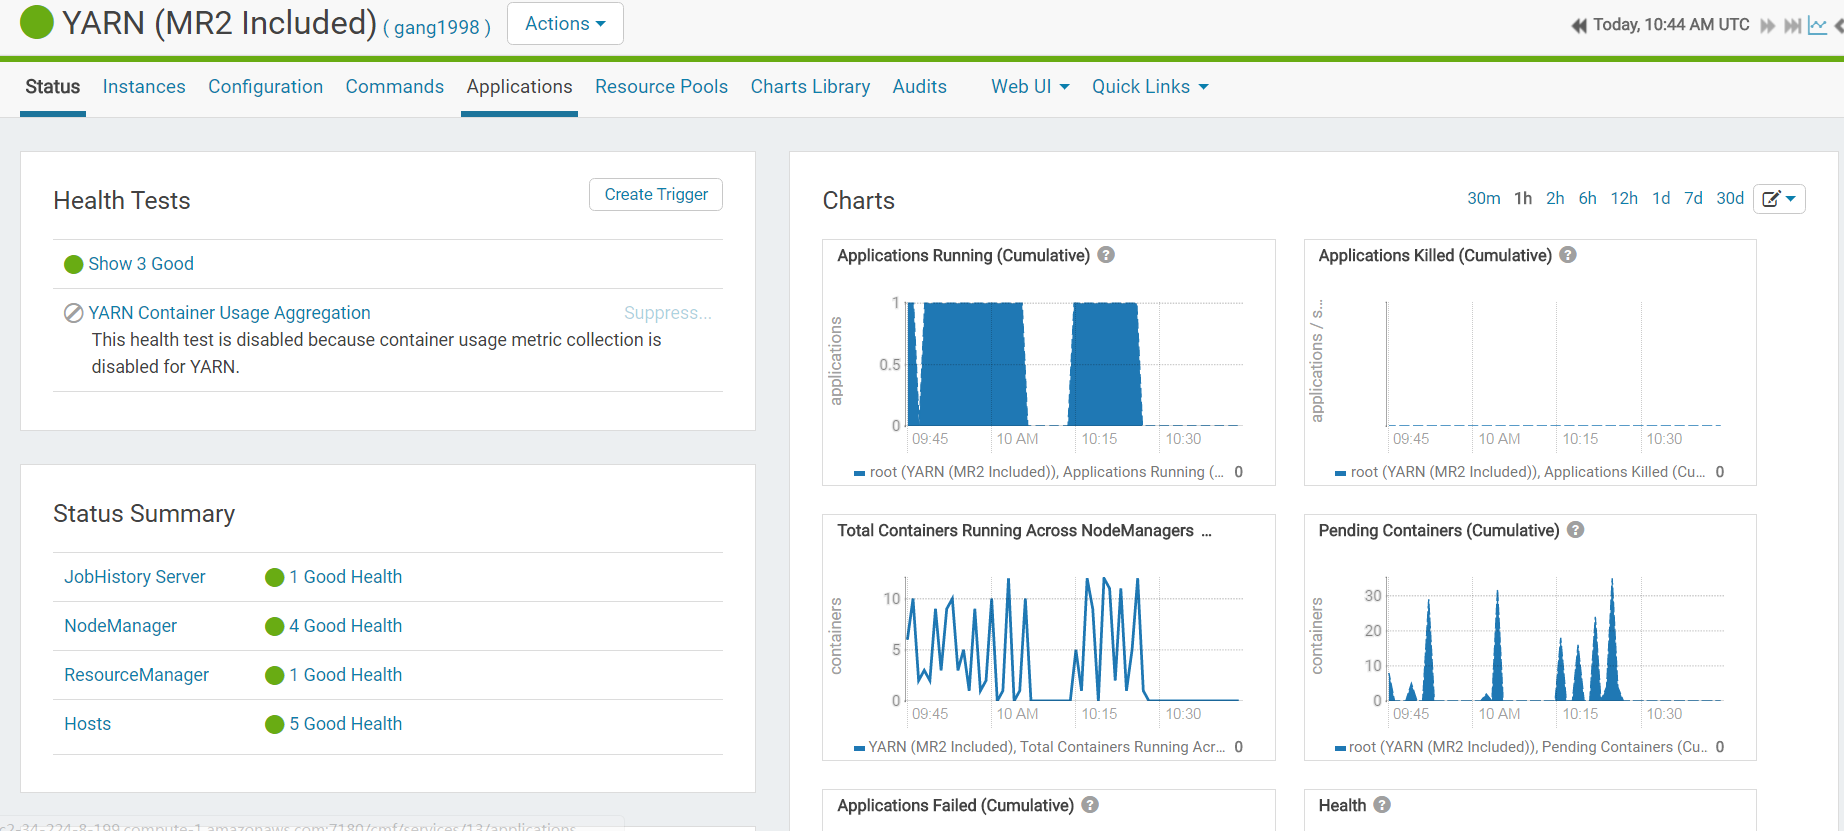 YARN (MR2 Included) ( gang1998 ) Actions
Today, 10:44 AM UTC
Status Instances Configuration Commands Applications Resource Pools Charts Library Audits Web UI Quick Links
Health Tests
Create Trigger
Show 3 Good
YARN Container Usage Aggregation
Suppress...
This health test is disabled because container usage metric collection is
disabled for YARN.
Status Summary
JobHistory Server 1 Good Health
NodeManager 4 Good Health
ResourceManager 1 Good Health
Hosts 5 Good Health
Charts
30m 1h 2h 6h 12h 1d 7d 30d
Applications Running (Cumulative) ?
applications
1
0.5
0
09:45 10 AM 10:15 10:30
root (YARN (MR2 Included)), Applications Running (... 0
Applications Killed (Cumulative) ?
applications / s...
09:45 10 AM 10:15 10:30
root (YARN (MR2 Included)), Applications Killed (Cu... 0
Total Containers Running Across NodeManagers ...
containers
10
5
0
09:45 10 AM 10:15 10:30
YARN (MR2 Included), Total Containers Running Acr... 0
Pending Containers (Cumulative) ?
containers
30
20
10
0
09:45 10 AM 10:15 10:30
root (YARN (MR2 Included)), Pending Containers (Cu.. 0
Applications Failed (Cumulative) ?
Health ?
c2-34-224-8-199.compute-1.amazonaws.com:7180/cmf/services/13/applications